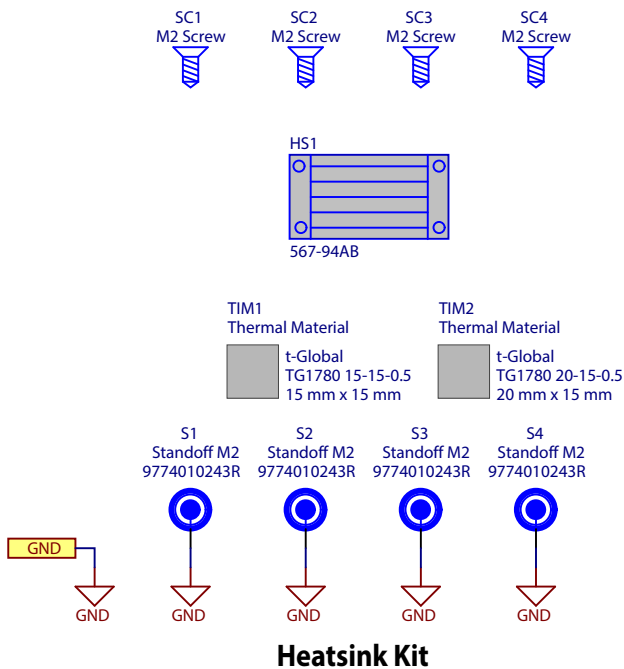 SC1 SC2 SC3 SC4
M2 Screw M2 Screw M2 Screw M2 Screw
HS1
567-94AB
TIM1 TIM2
Thermal Material Thermal Material
t-Global t-Global
TG1780 15-15-0.5 TG1780 20-15-0.5
15 mm x 15 mm 20 mm x 15 mm
S1 S2 S3 S4
Standoff M2 Standoff M2 Standoff M2 Standoff M2
9774010243R 9774010243R 9774010243R 9774010243R
GND
GND GND GND GND GND
Heatsink Kit